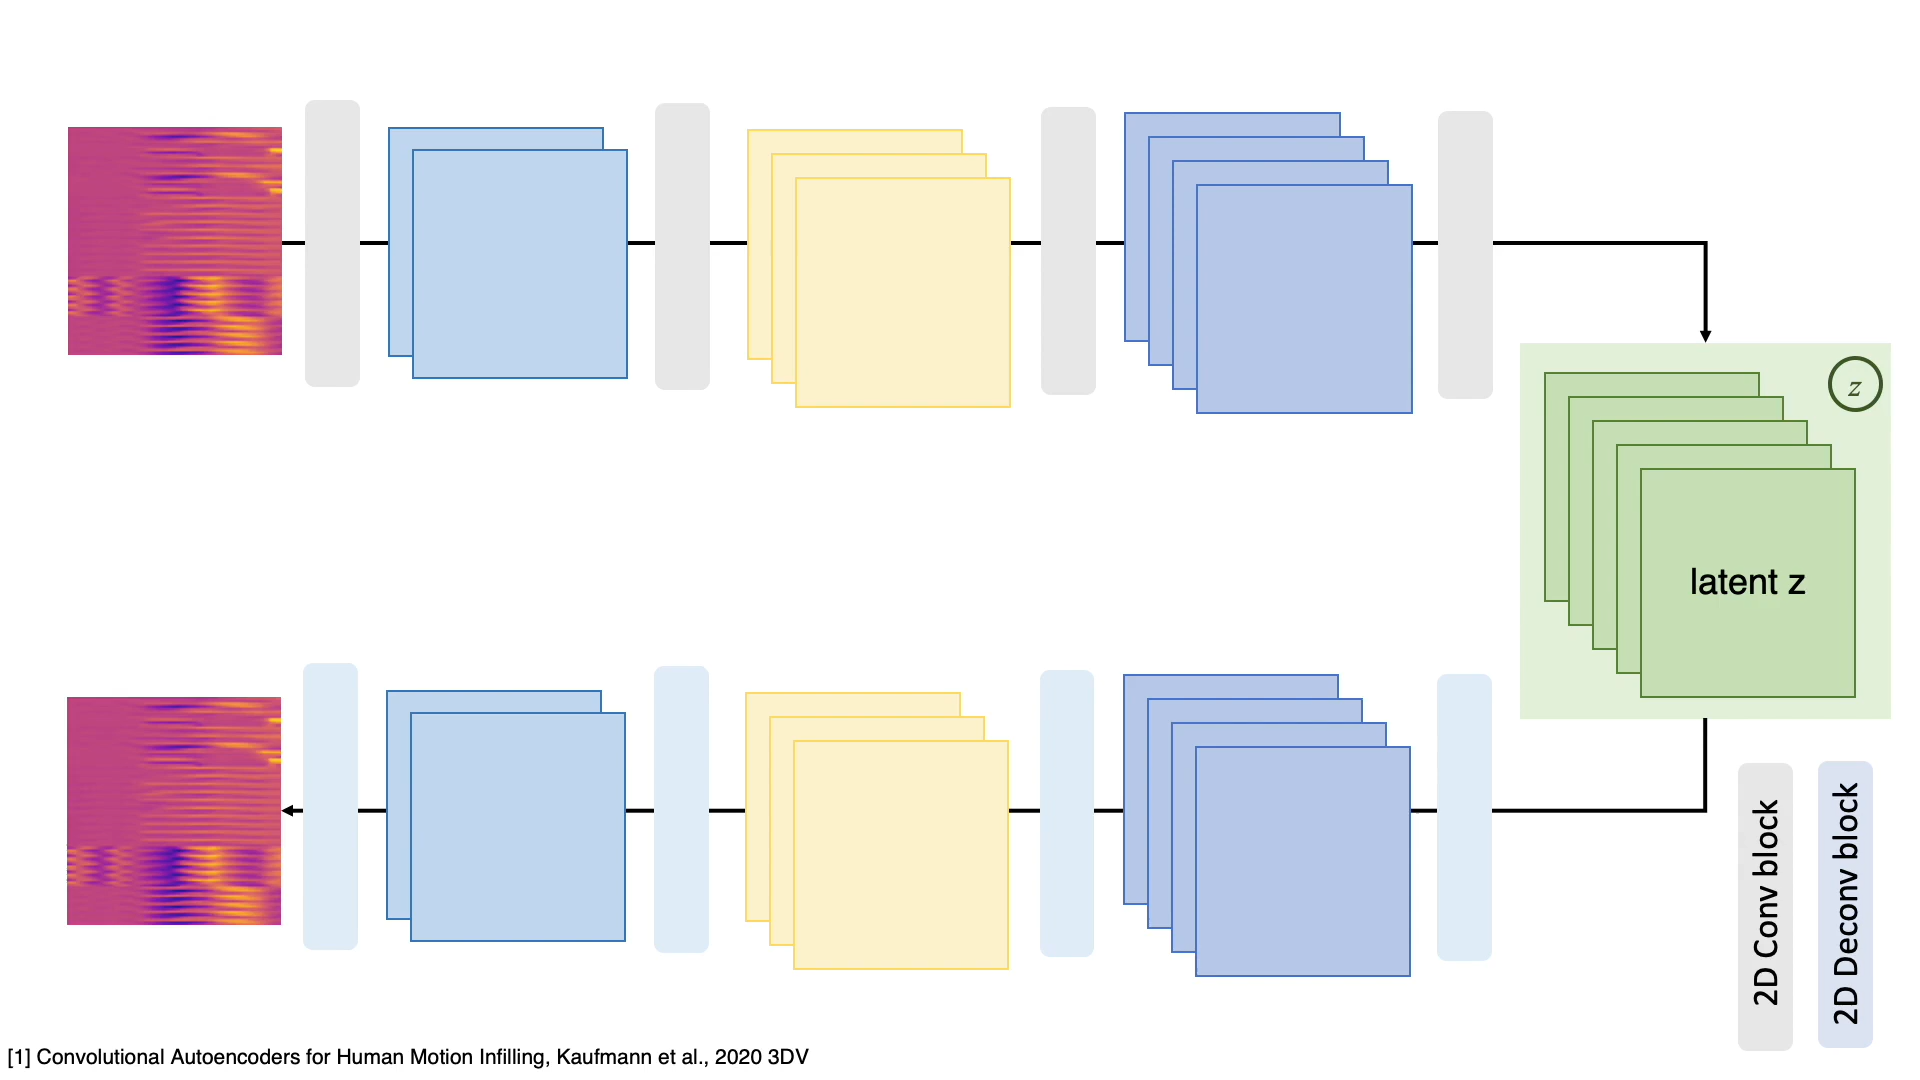 z
latent z
2D Conv block
2D Deconv block
[1] Convolutional Autoencoders for Human Motion Infilling, Kaufmann et al., 2020 3DV